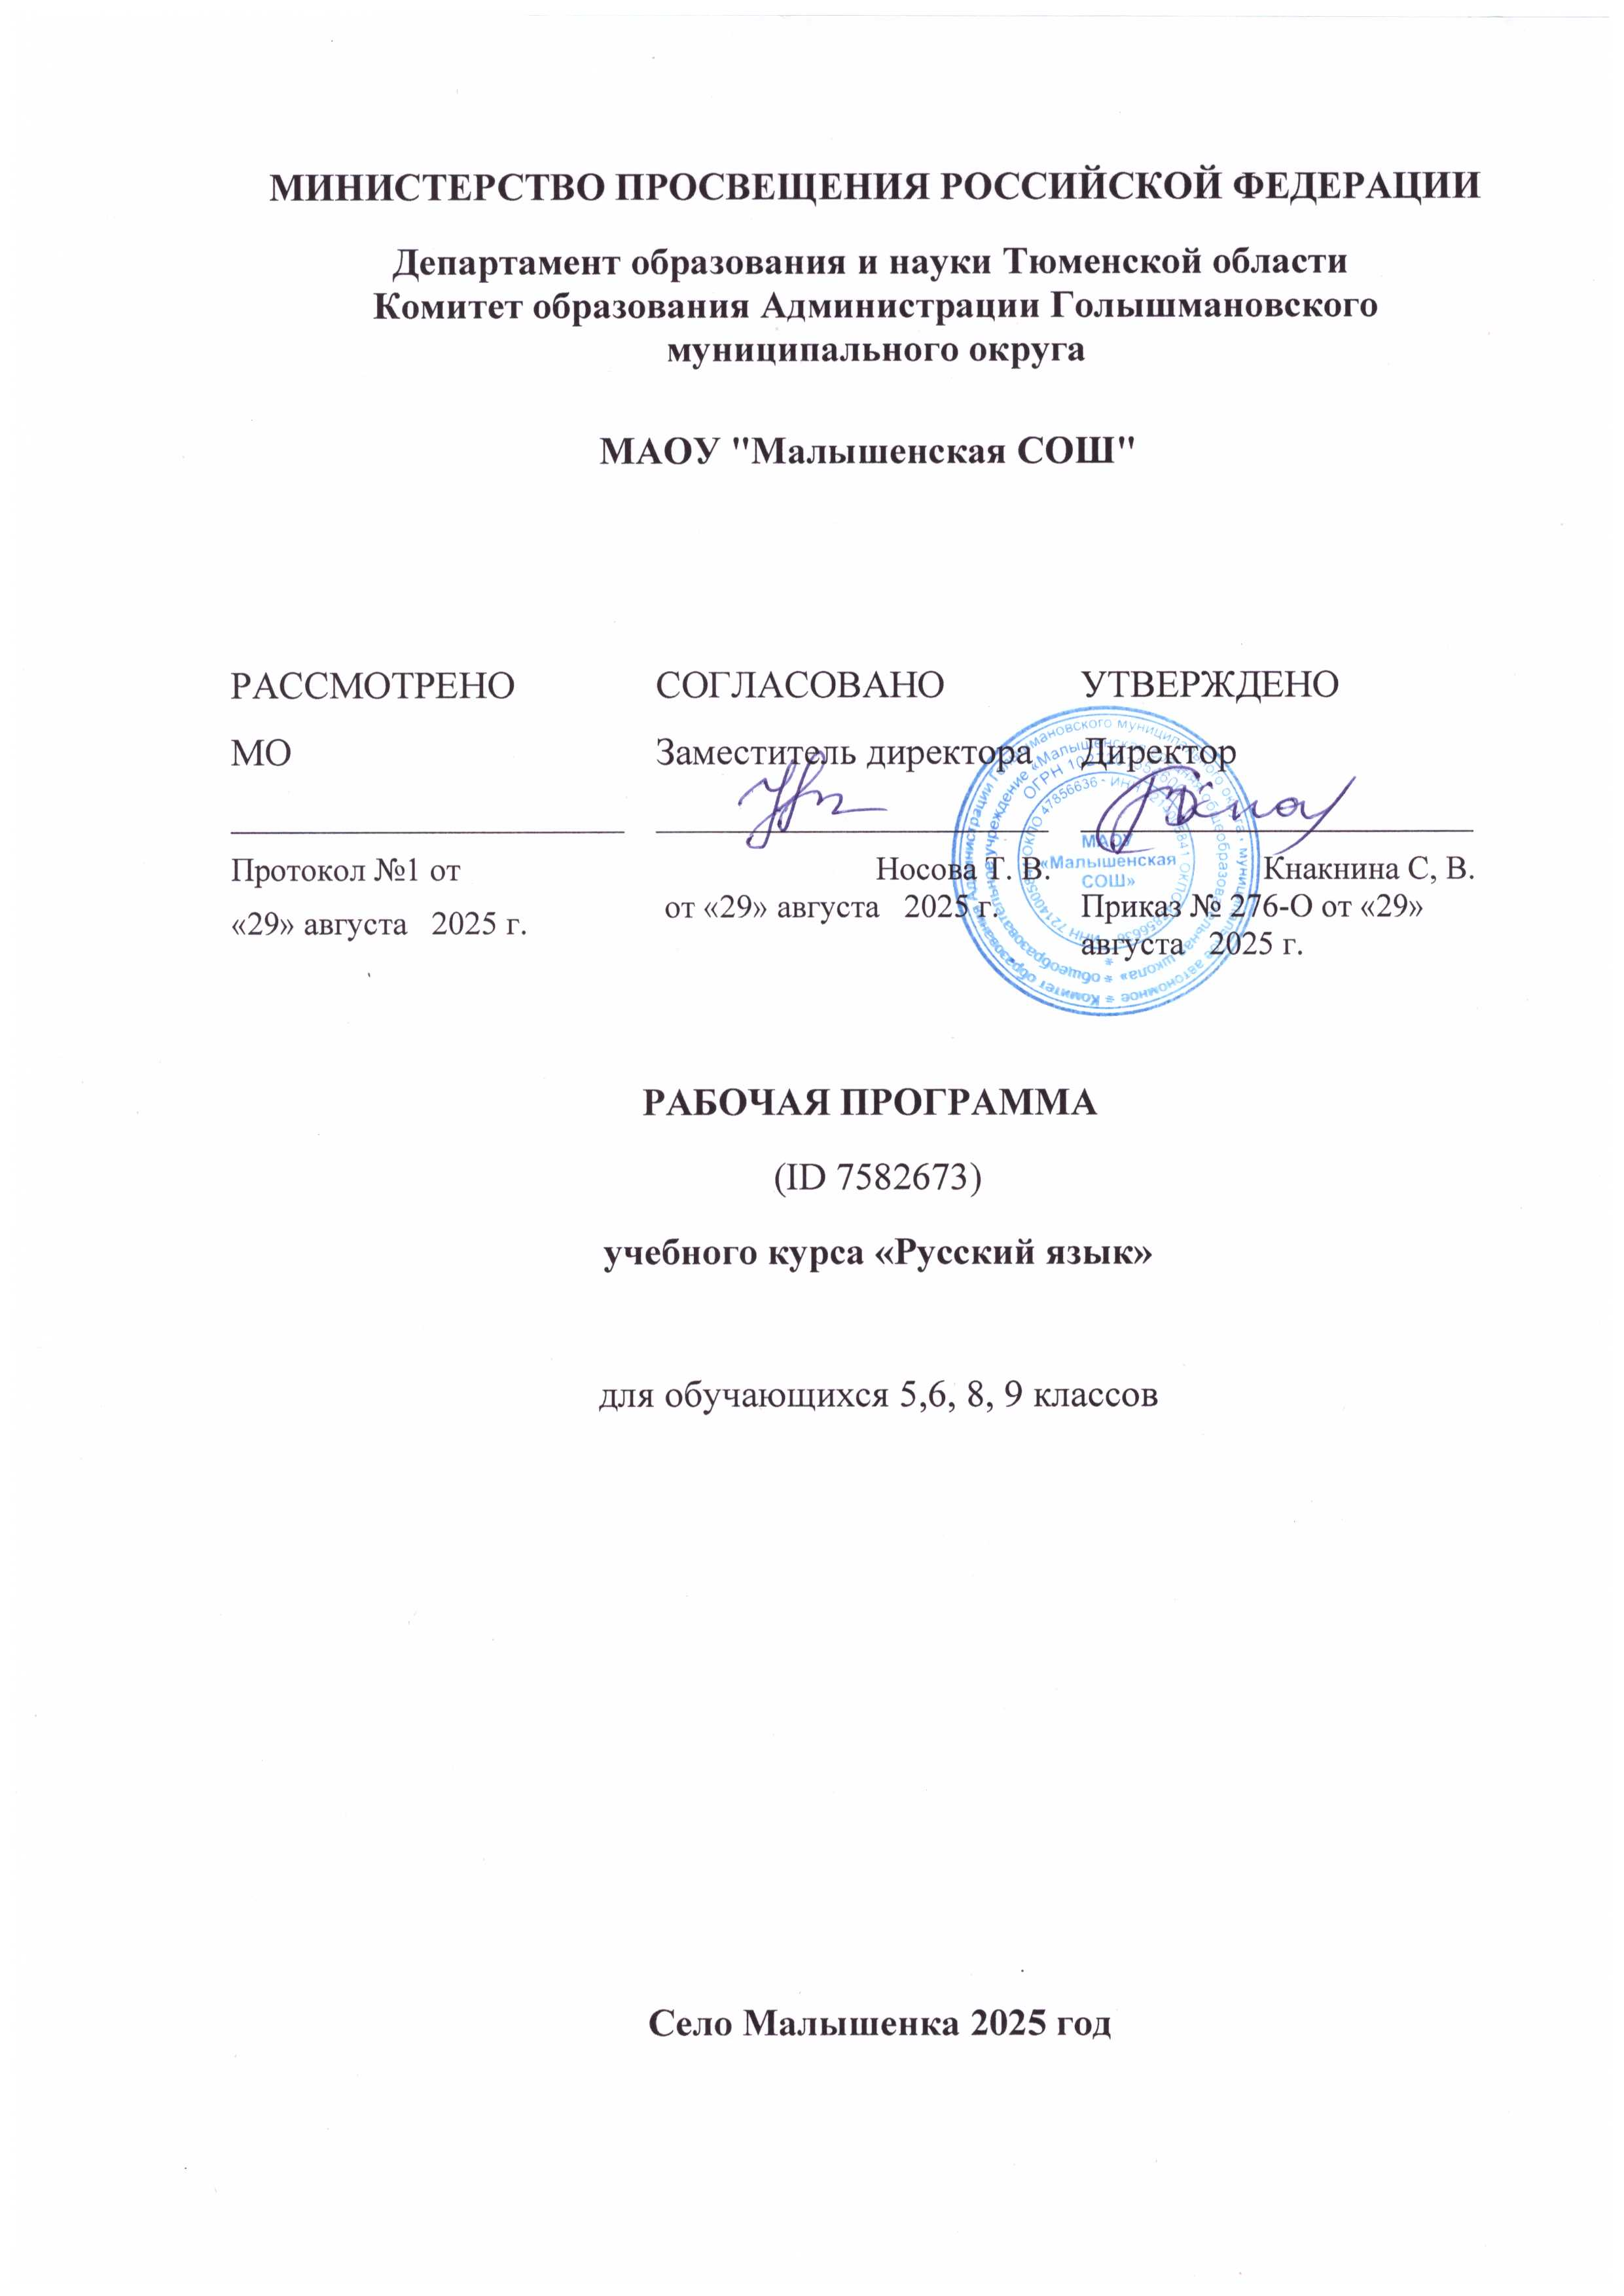 МИНИСТЕРСТВО ПРОСВЕЩЕНИЯ РОССИЙСКОЙ ФЕДЕРАЦИИ
Департамент образования и науки Тюменской области
Комитет образования Администрации Голышмановского
муниципального округа
МАОУ "Малышенская СОШ"
РАССМОТРЕНО
МО
Протокол №1 от
«29» августа 2025 г.
СОГЛАСОВАНО
Заместитель директора
Носова Т. В.
от «29» августа 2025 г.
УТВЕРЖДЕНО
Директор
Кнакнина С, В.
Приказ № 276-О от «29»
августа 2025 г.
МАОУ
«Малышенская
СОШ»
РАБОЧАЯ ПРОГРАММА
(ID 7582673)
учебного курса «Русский язык»
для обучающихся 5,6, 8, 9 классов
Село Малышенка 2025 год